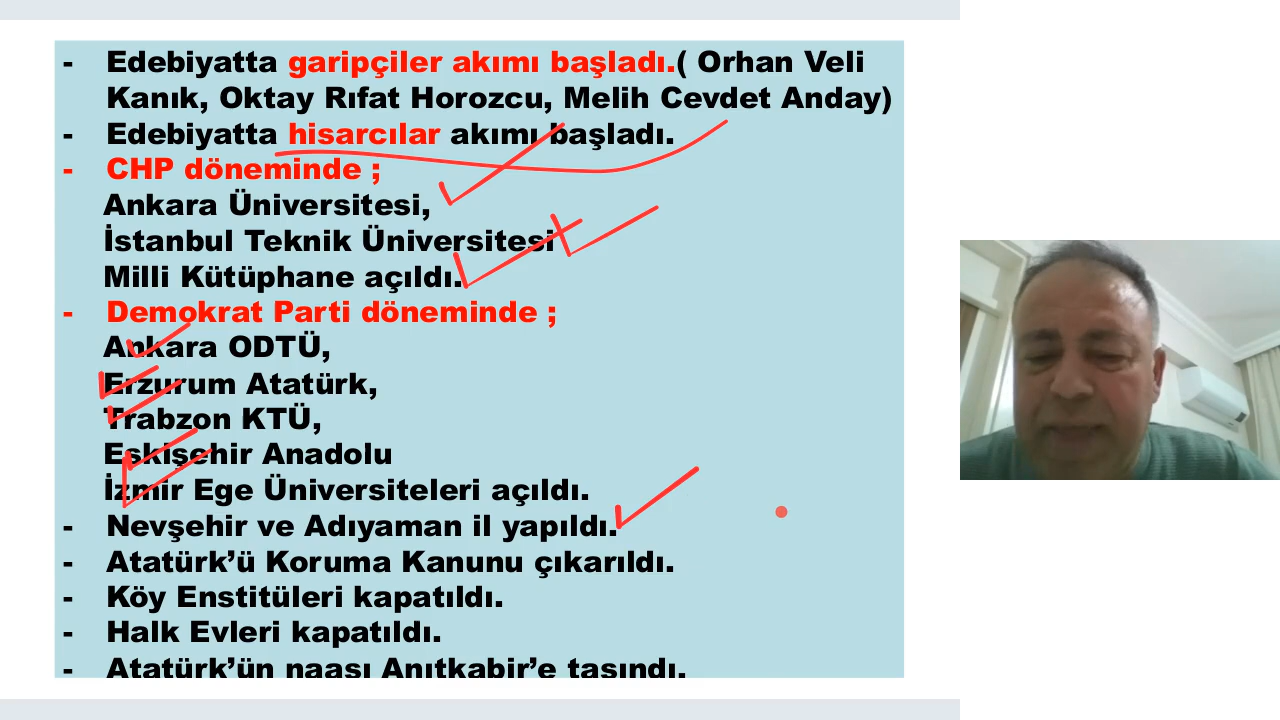 - Edebiyatta garipçiler akımı başladı.( Orhan Veli
Kanık, Oktay Rıfat Horozcu, Melih Cevdet Anday)
- Edebiyatta hisarcılar akımı başladı.
- CHP döneminde ;
Ankara Üniversitesi,
İstanbul Teknik Üniversitesi
Milli Kütüphane açıldı.
- Demokrat Parti döneminde ;
Ankara ODTÜ,
Erzurum Atatürk,
Trabzon KTÜ,
Eskişehir Anadolu
İzmir Ege Üniversiteleri açıldı.
- Nevşehir ve Adıyaman il yapıldı.
- Atatürk’ü Koruma Kanunu çıkarıldı.
- Köy Enstitüleri kapatıldı.
- Halk Evleri kapatıldı.
- Atatürk’ün naaşı Anıtkabir’e taşındı.